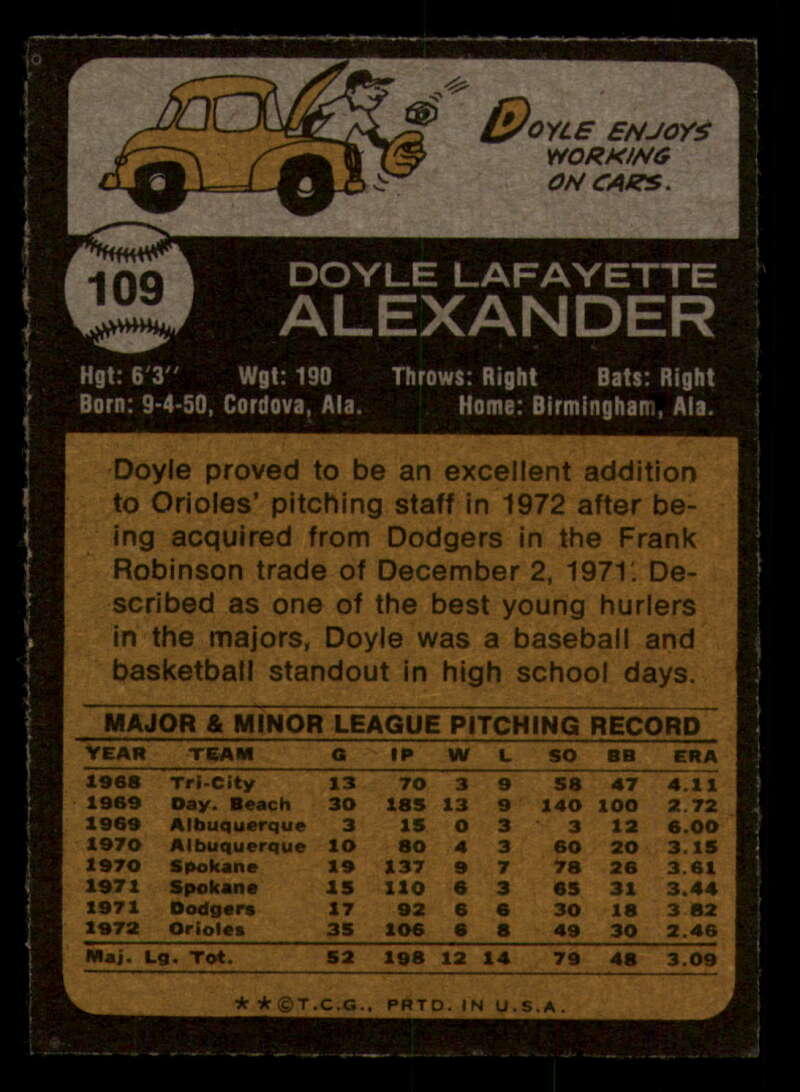 DOYLE ENJOYS
WORKING
ON CARS.
109
DOYLE LAFAYETTE
ALEXANDER
Hgt: 6'3" Wgt: 190 Throws: Right Bats: Right
Born: 9-4-50, Cordova, Ala. Home: Birmingham, Ala.
Doyle proved to be an excellent addition
to Orioles' pitching staff in 1972 after be-
ing acquired from Dodgers in the Frank
Robinson trade of December 2, 1971. De-
scribed as one of the best young hurlers
in the majors, Doyle was a baseball and
basketball standout in high school days.
MAJOR & MINOR LEAGUE PITCHING RECORD
YEAR TEAM G IP W L SO BB ERA
1968 Tri-City 13 70 3 9 58 47 4.11
1969 Day. Beach 30 185 13 9 140 100 2.72
1969 Albuquerque 3 15 0 3 3 12 6.00
1970 Albuquerque 10 80 4 3 60 20 3.15
1970 Spokane 19 137 9 7 78 26 3.61
1971 Spokane 15 110 6 3 65 31 3.44
1971 Dodgers 17 92 6 6 30 18 3.82
1972 Orioles 35 106 6 8 49 30 2.46
Maj. Lg. Tot. 52 198 12 14 79 48 3.09
* * © T.C.G., PRTD. IN U.S.A.